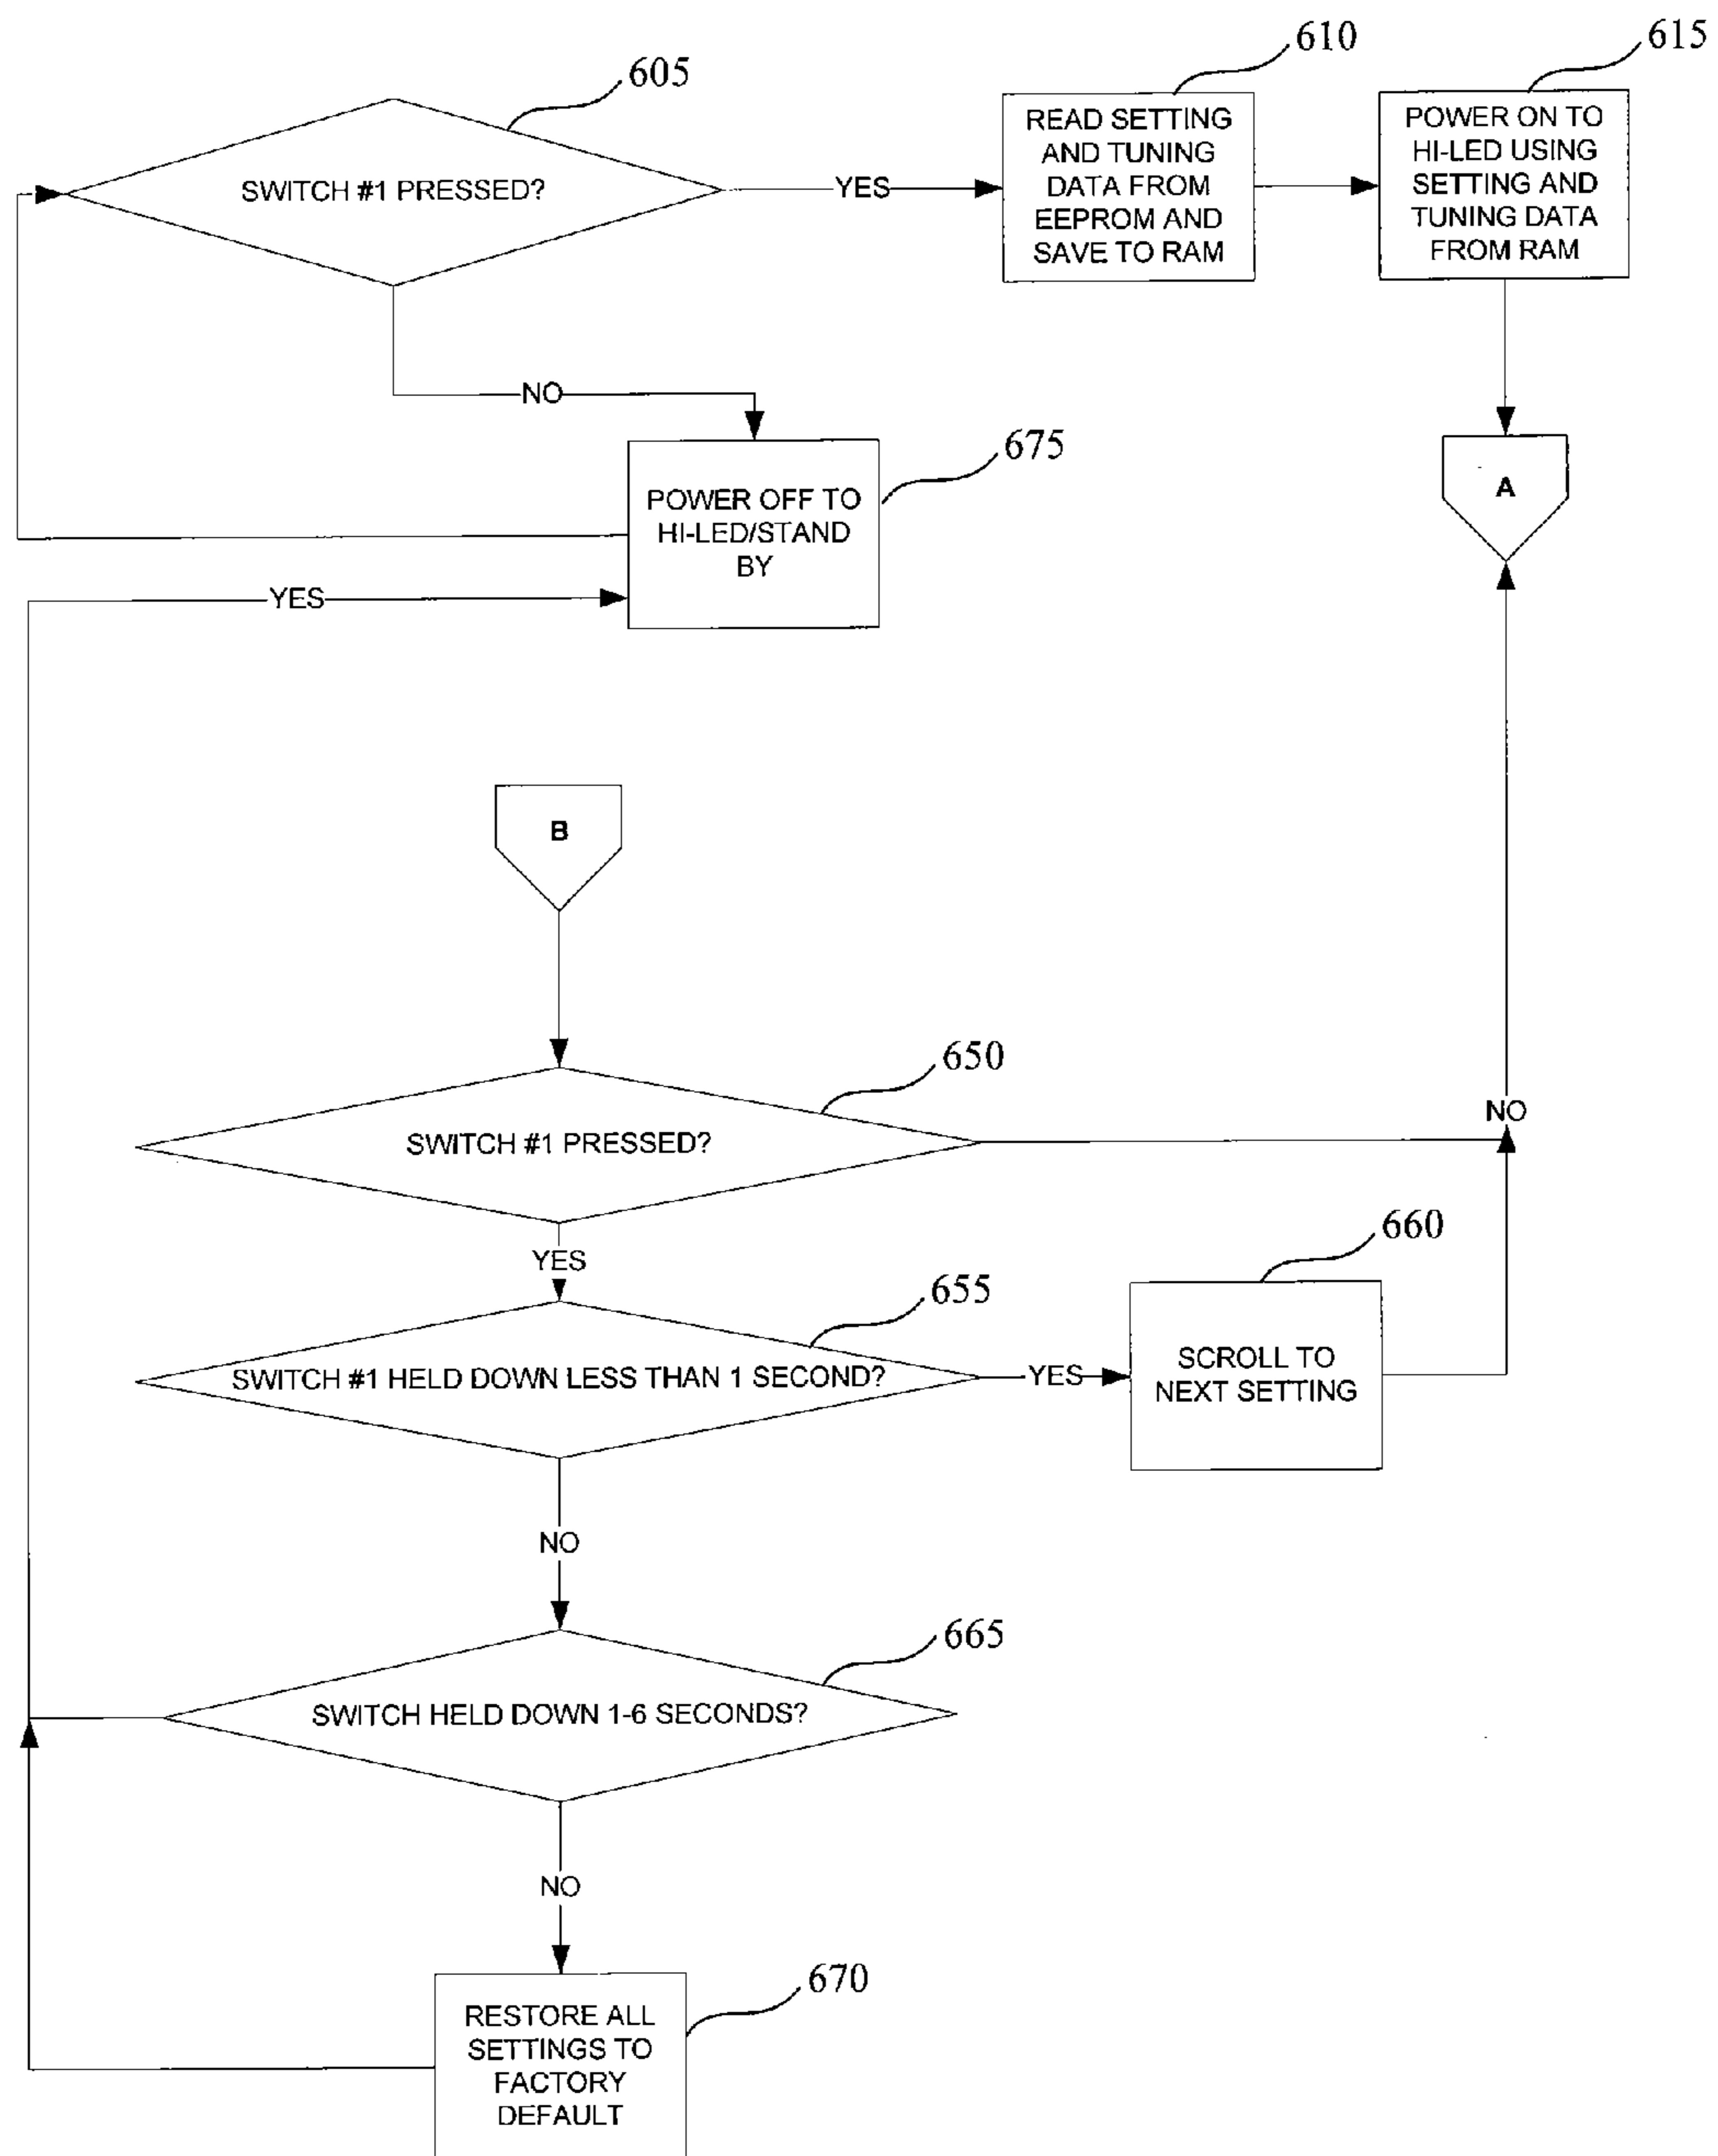 605
610
615
SWITCH #1 PRESSED?
YES
READ SETTING
AND TUNING
DATA FROM
EEPROM AND
SAVE TO RAM
POWER ON TO
HI-LED USING
SETTING AND
TUNING DATA
FROM RAM
NO
675
POWER OFF TO
HI-LED/STAND
BY
A
YES
B
650
SWITCH #1 PRESSED?
NO
YES
655
660
SWITCH #1 HELD DOWN LESS THAN 1 SECOND?
YES
SCROLL TO
NEXT SETTING
NO
665
SWITCH HELD DOWN 1-6 SECONDS?
NO
670
RESTORE ALL
SETTINGS TO
FACTORY
DEFAULT